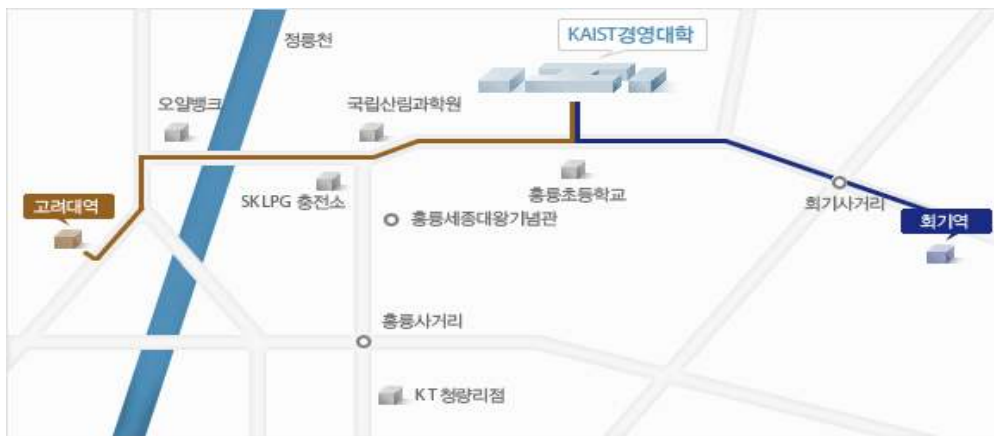 KAIST경영대학
정릉천
오일뱅크
국립산림과학원
SK LPG 충전소
홍릉초등학교
고려대역
회기사거리
회기역
홍릉세종대왕기념관
홍릉사거리
KT청량리점